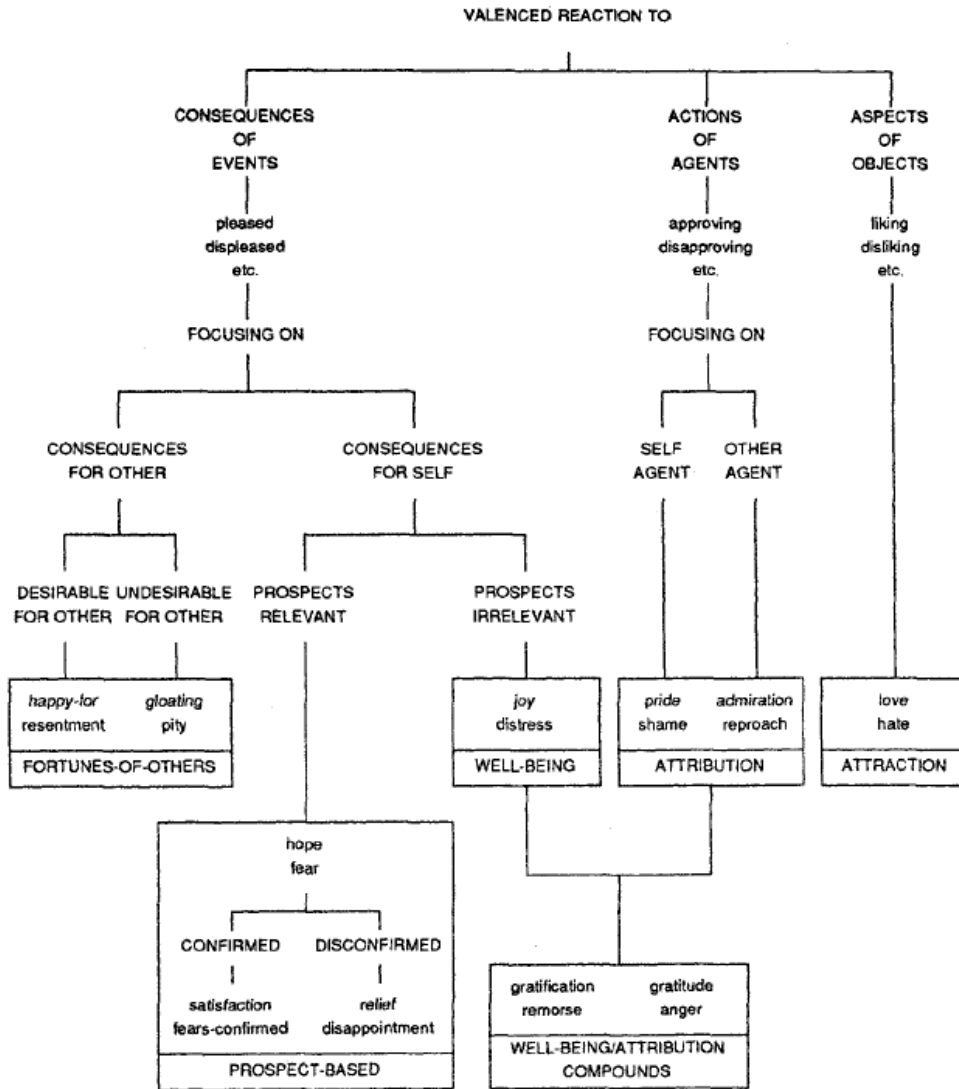 VALENCED REACTION TO
CONSEQUENCES
OF
EVENTS
ACTIONS
OF
AGENTS
ASPECTS
OF
OBJECTS
pleased
displeased
etc.
approving
disapproving
etc.
liking
disliking
etc.
FOCUSING ON
FOCUSING ON
CONSEQUENCES
FOR OTHER
CONSEQUENCES
FOR SELF
SELF
AGENT
OTHER
AGENT
DESIRABLE
FOR OTHER
UNDESIRABLE
FOR OTHER
PROSPECTS
RELEVANT
PROSPECTS
IRRELEVANT
happy-for
resentment
gloating
pity
FORTUNES-OF-OTHERS
joy
distress
WELL-BEING
pride
shame
admiration
reproach
ATTRIBUTION
love
hate
ATTRACTION
hope
fear
CONFIRMED
DISCONFIRMED
satisfaction
fears-confirmed
relief
disappointment
PROSPECT-BASED
gratification
remorse
gratitude
anger
WELL-BEING/ATTRIBUTION
COMPOUNDS